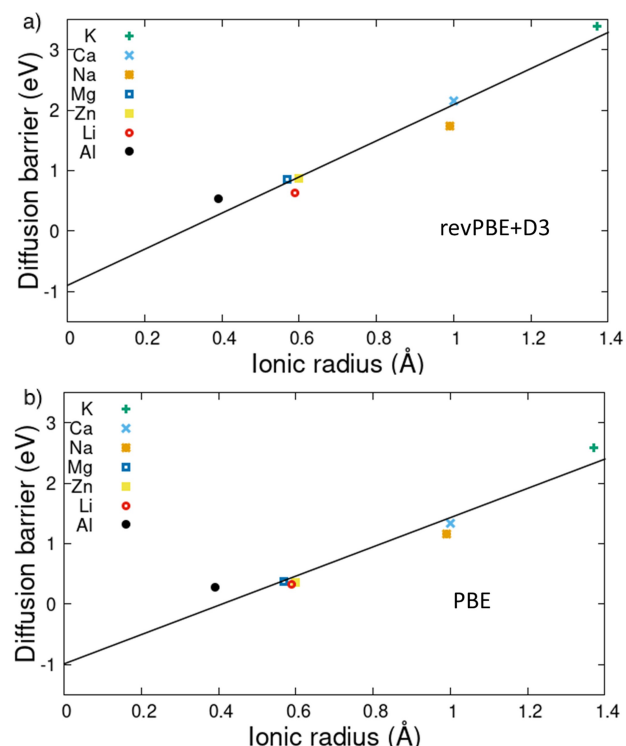 a)
K
Ca
Na
Mg
Zn
Li
Al
3
2
1
0
-1
Diffusion barrier (eV)
revPBE+D3
0 0.2 0.4 0.6 0.8 1 1.2 1.4
Ionic radius (Å)
b)
K
Ca
Na
Mg
Zn
Li
Al
3
2
1
0
-1
Diffusion barrier (eV)
PBE
0 0.2 0.4 0.6 0.8 1 1.2 1.4
Ionic radius (Å)